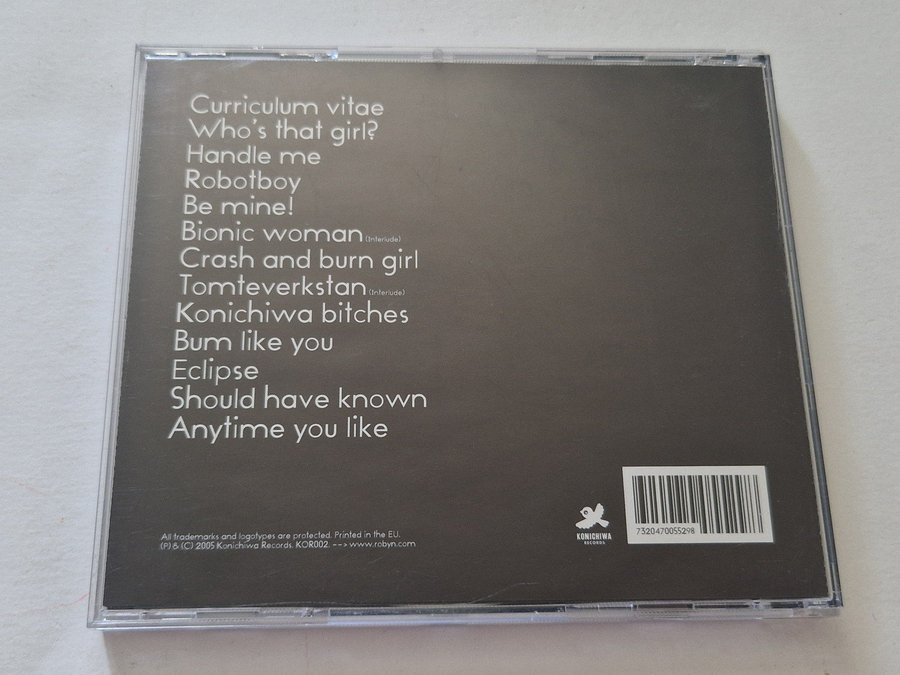 Curriculum vitae
Who's that girl?
Handle me
Robotboy
Be mine!
Bionic woman (Interlude)
Crash and burn girl
Tomteverkstan (Interlude)
Konichiwa bitches
Bum like you
Eclipse
Should have known
Anytime you like
All trademarks and logotypes are protected. Printed in the EU.
(P) & (C) 2005 Konichiwa Records. KOR002. --> www.robyn.com
KONICHIWA
RECORDS
7320470055298